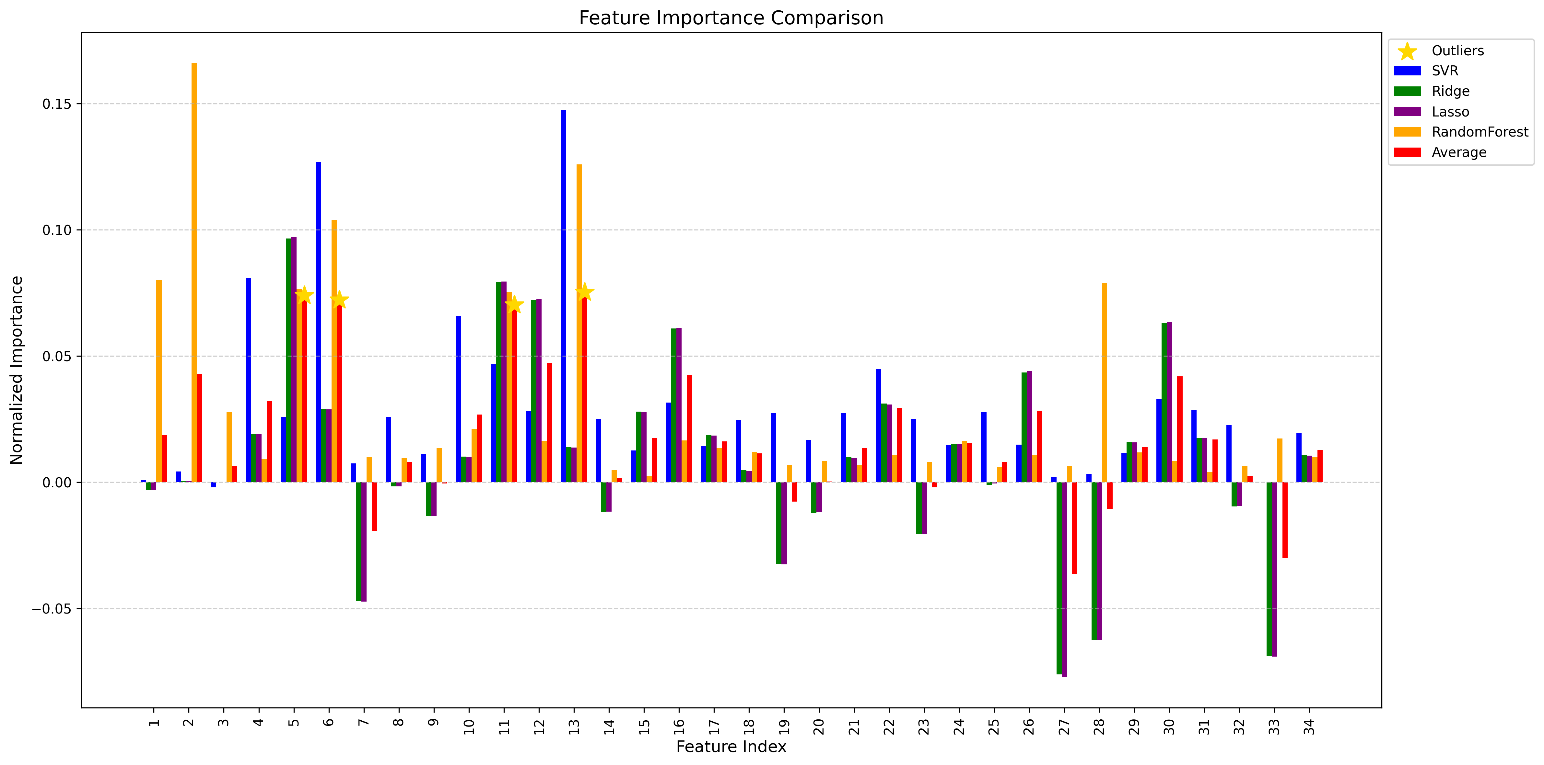 Feature Importance Comparison
Outliers
SVR
Ridge
Lasso
RandomForest
Average
Normalized Importance
0.15
0.10
0.05
0.00
−0.05
1 2 3 4 5 6 7 8 9 10 11 12 13 14 15 16 17 18 19 20 21 22 23 24 25 26 27 28 29 30 31 32 33 34
Feature Index